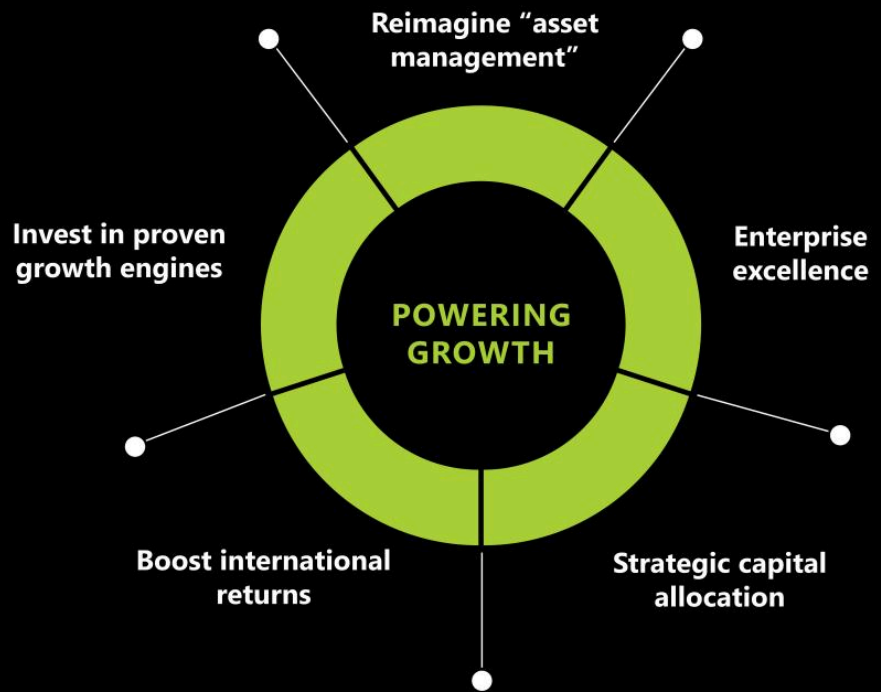 Reimagine “asset
management”
Invest in proven
growth engines
Enterprise
excellence
POWERING
GROWTH
Boost international
returns
Strategic capital
allocation